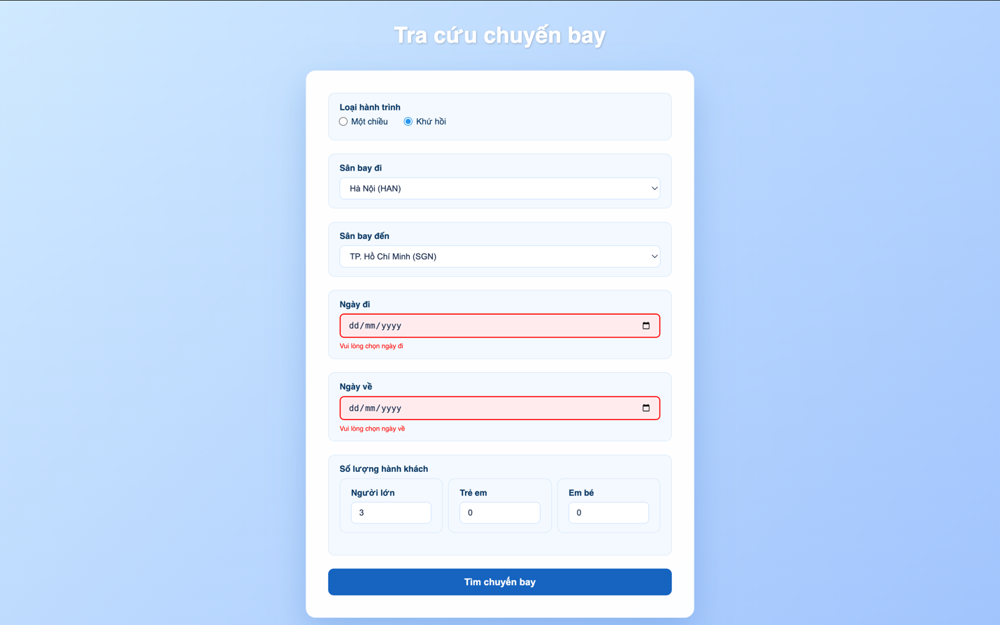 Tra cứu chuyến bay
Loại hành trình
Một chiều Khứ hồi
Sân bay đi
Hà Nội (HAN)
Sân bay đến
TP. Hồ Chí Minh (SGN)
Ngày đi
dd/mm/yyyy
Vui lòng chọn ngày đi
Ngày về
dd/mm/yyyy
Vui lòng chọn ngày về
Số lượng hành khách
Người lớn Trẻ em Em bé
3 0 0
Tìm chuyến bay